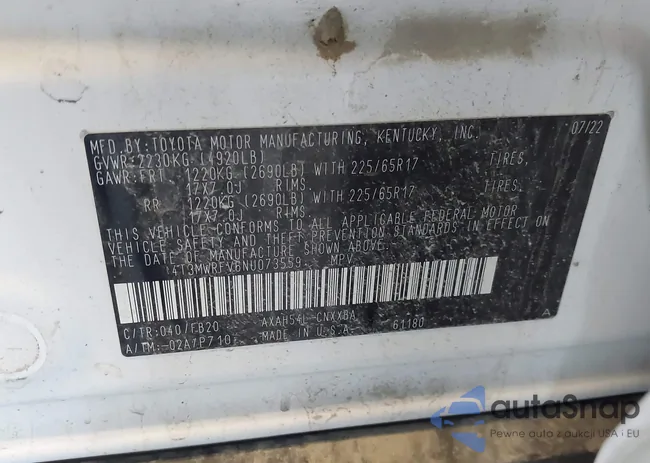 MFD.BY:TOYOTA MOTOR MANUFACTURING, KENTUCKY, INC. 07/22
GVWR:2230KG (4920LB)
GAWR:FRT 1220KG (2690LB) WITH 225/65R17 TIRES,
17X7.0J RIMS.
RR 1220KG (2690LB) WITH 225/65R17 TIRES,
17X7.0J RIMS.
THIS VEHICLE CONFORMS TO ALL APPLICABLE FEDERAL MOTOR
VEHICLE SAFETY AND THEFT PREVENTION STANDARDS IN EFFECT ON
THE DATE OF MANUFACTURE SHOWN ABOVE.
4T3MWRFV6NU073559 MPV
C/TR:040/FB20 AXAH54L-CNXXBA A
A/TM:-02A/P710 MADE IN U.S.A. 61180
autoSnap
Pewne auto z aukcji USA i EU